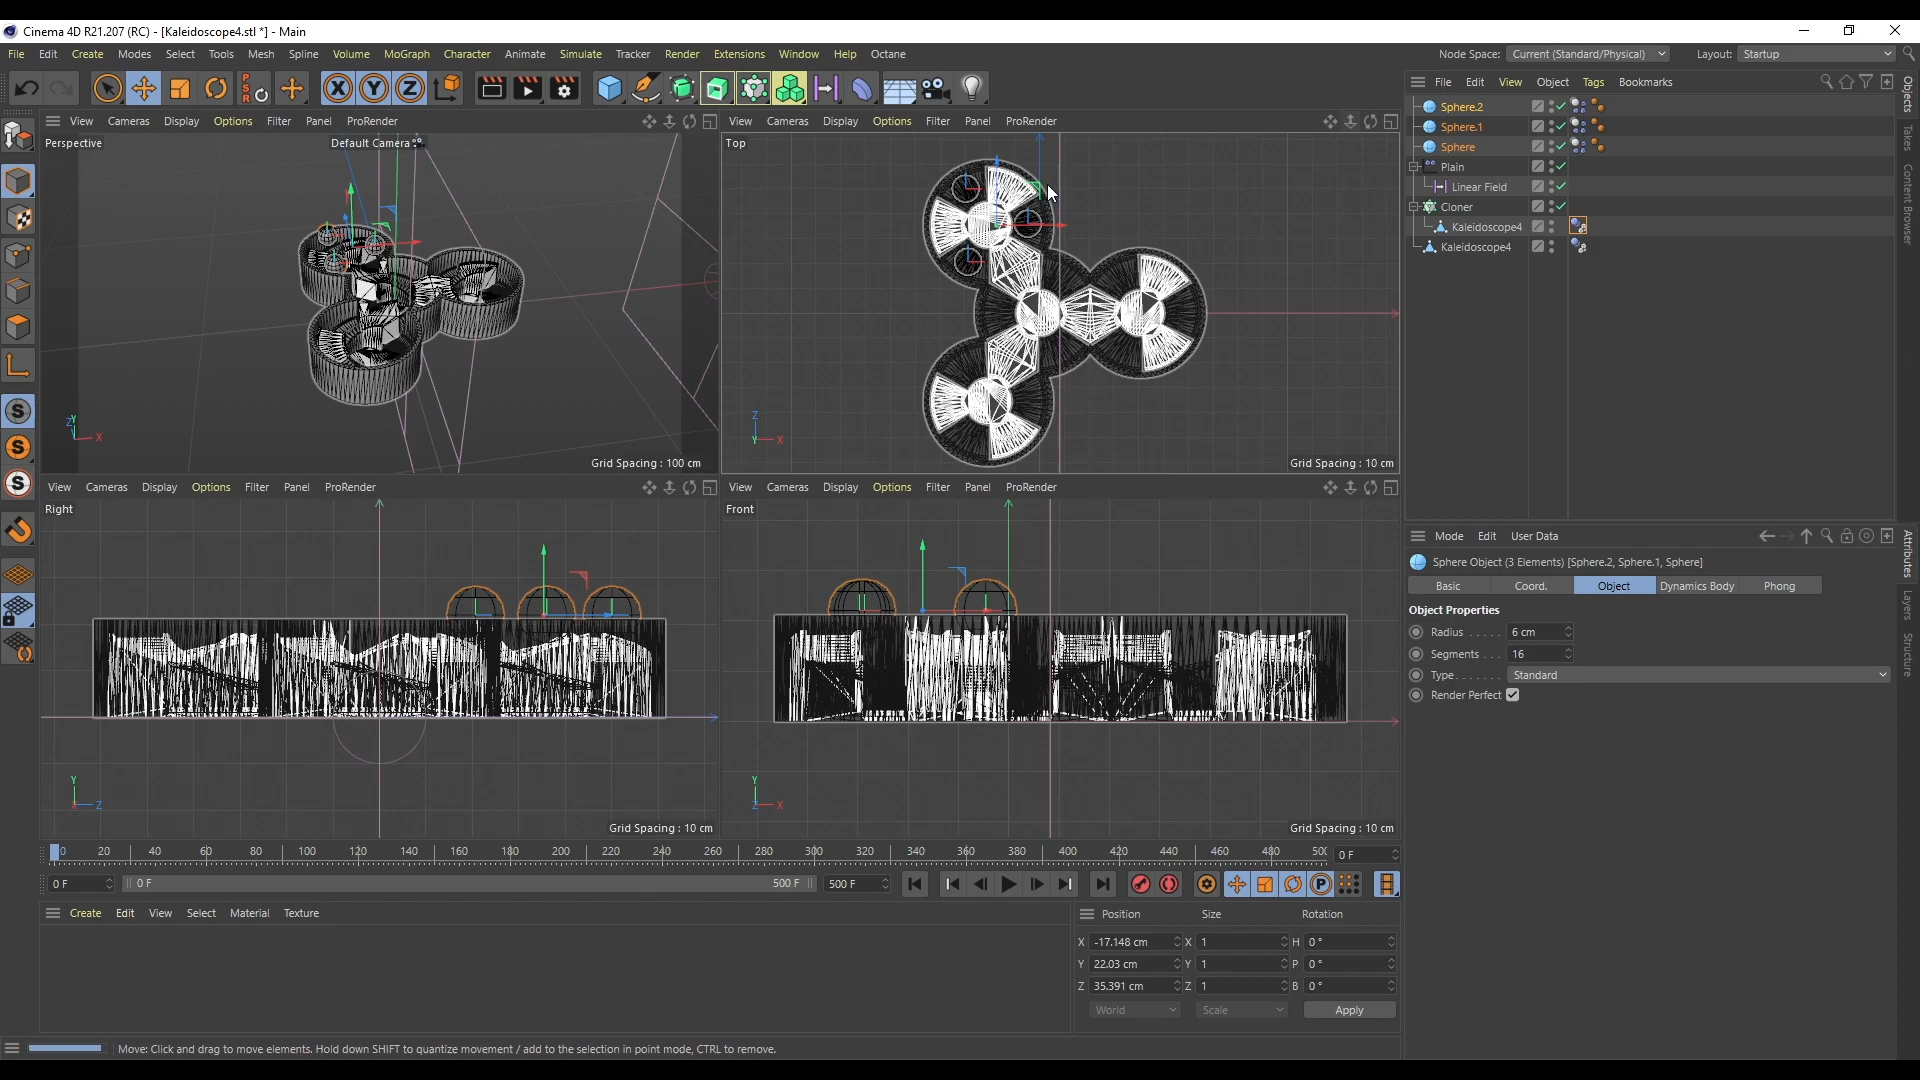 Cinema 4D R21.207 (RC) - [Kaleidoscope4.stl *] - Main
File Edit Create Modes Select Tools Mesh Spline Volume MoGraph Character Animate Simulate Tracker Render Extensions Window Help Octane Node Space: Current (Standard/Physical) Layout: Startup
X Y Z
File Edit View Object Tags Bookmarks
View Cameras Display Options Filter Panel ProRender
View Cameras Display Options Filter Panel ProRender
Perspective Default Camera
Top
Sphere.2
Sphere.1
Sphere
Plain
Linear Field
Cloner
Kaleidoscope4
Kaleidoscope4
Objects
Takes
Content Browser
Grid Spacing : 100 cm
Grid Spacing : 10 cm
View Cameras Display Options Filter Panel ProRender
View Cameras Display Options Filter Panel ProRender
Right
Front
Grid Spacing : 10 cm
Grid Spacing : 10 cm
Mode Edit User Data
Sphere Object (3 Elements) [Sphere.2, Sphere.1, Sphere]
Basic Coord. Object Dynamics Body Phong
Object Properties
Radius . . . . . 6 cm
Segments . . . 16
Type . . . . . . . Standard
Render Perfect
Attributes
Layers
Structure
0 20 40 60 80 100 120 140 160 180 200 220 240 260 280 300 320 340 360 380 400 420 440 460 480 50 0 F
0 F 0 F 500 F 500 F
Create Edit View Select Material Texture
Position Size Rotation
X -17.148 cm X 1 H 0 °
Y 22.03 cm Y 1 P 0 °
Z 35.391 cm Z 1 B 0 °
World Scale Apply
Move: Click and drag to move elements. Hold down SHIFT to quantize movement / add to the selection in point mode, CTRL to remove.